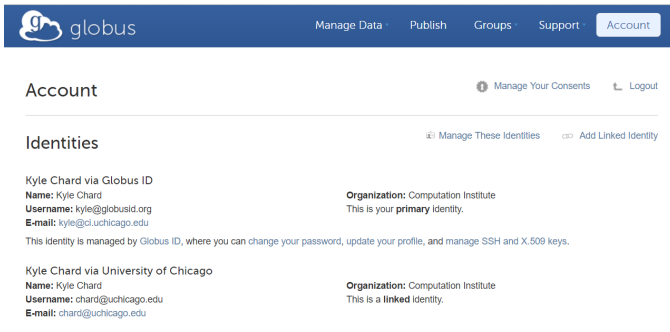 globus Manage Data Publish Groups Support Account
Account Manage Your Consents Logout
Identities Manage These Identities Add Linked Identity
Kyle Chard via Globus ID
Name: Kyle Chard Organization: Computation Institute
Username: kyle@globusid.org This is your primary identity.
E-mail: kyle@ci.uchicago.edu
This identity is managed by Globus ID, where you can change your password, update your profile, and manage SSH and X.509 keys.
Kyle Chard via University of Chicago
Name: Kyle Chard Organization: Computation Institute
Username: chard@uchicago.edu This is a linked identity.
E-mail: chard@uchicago.edu